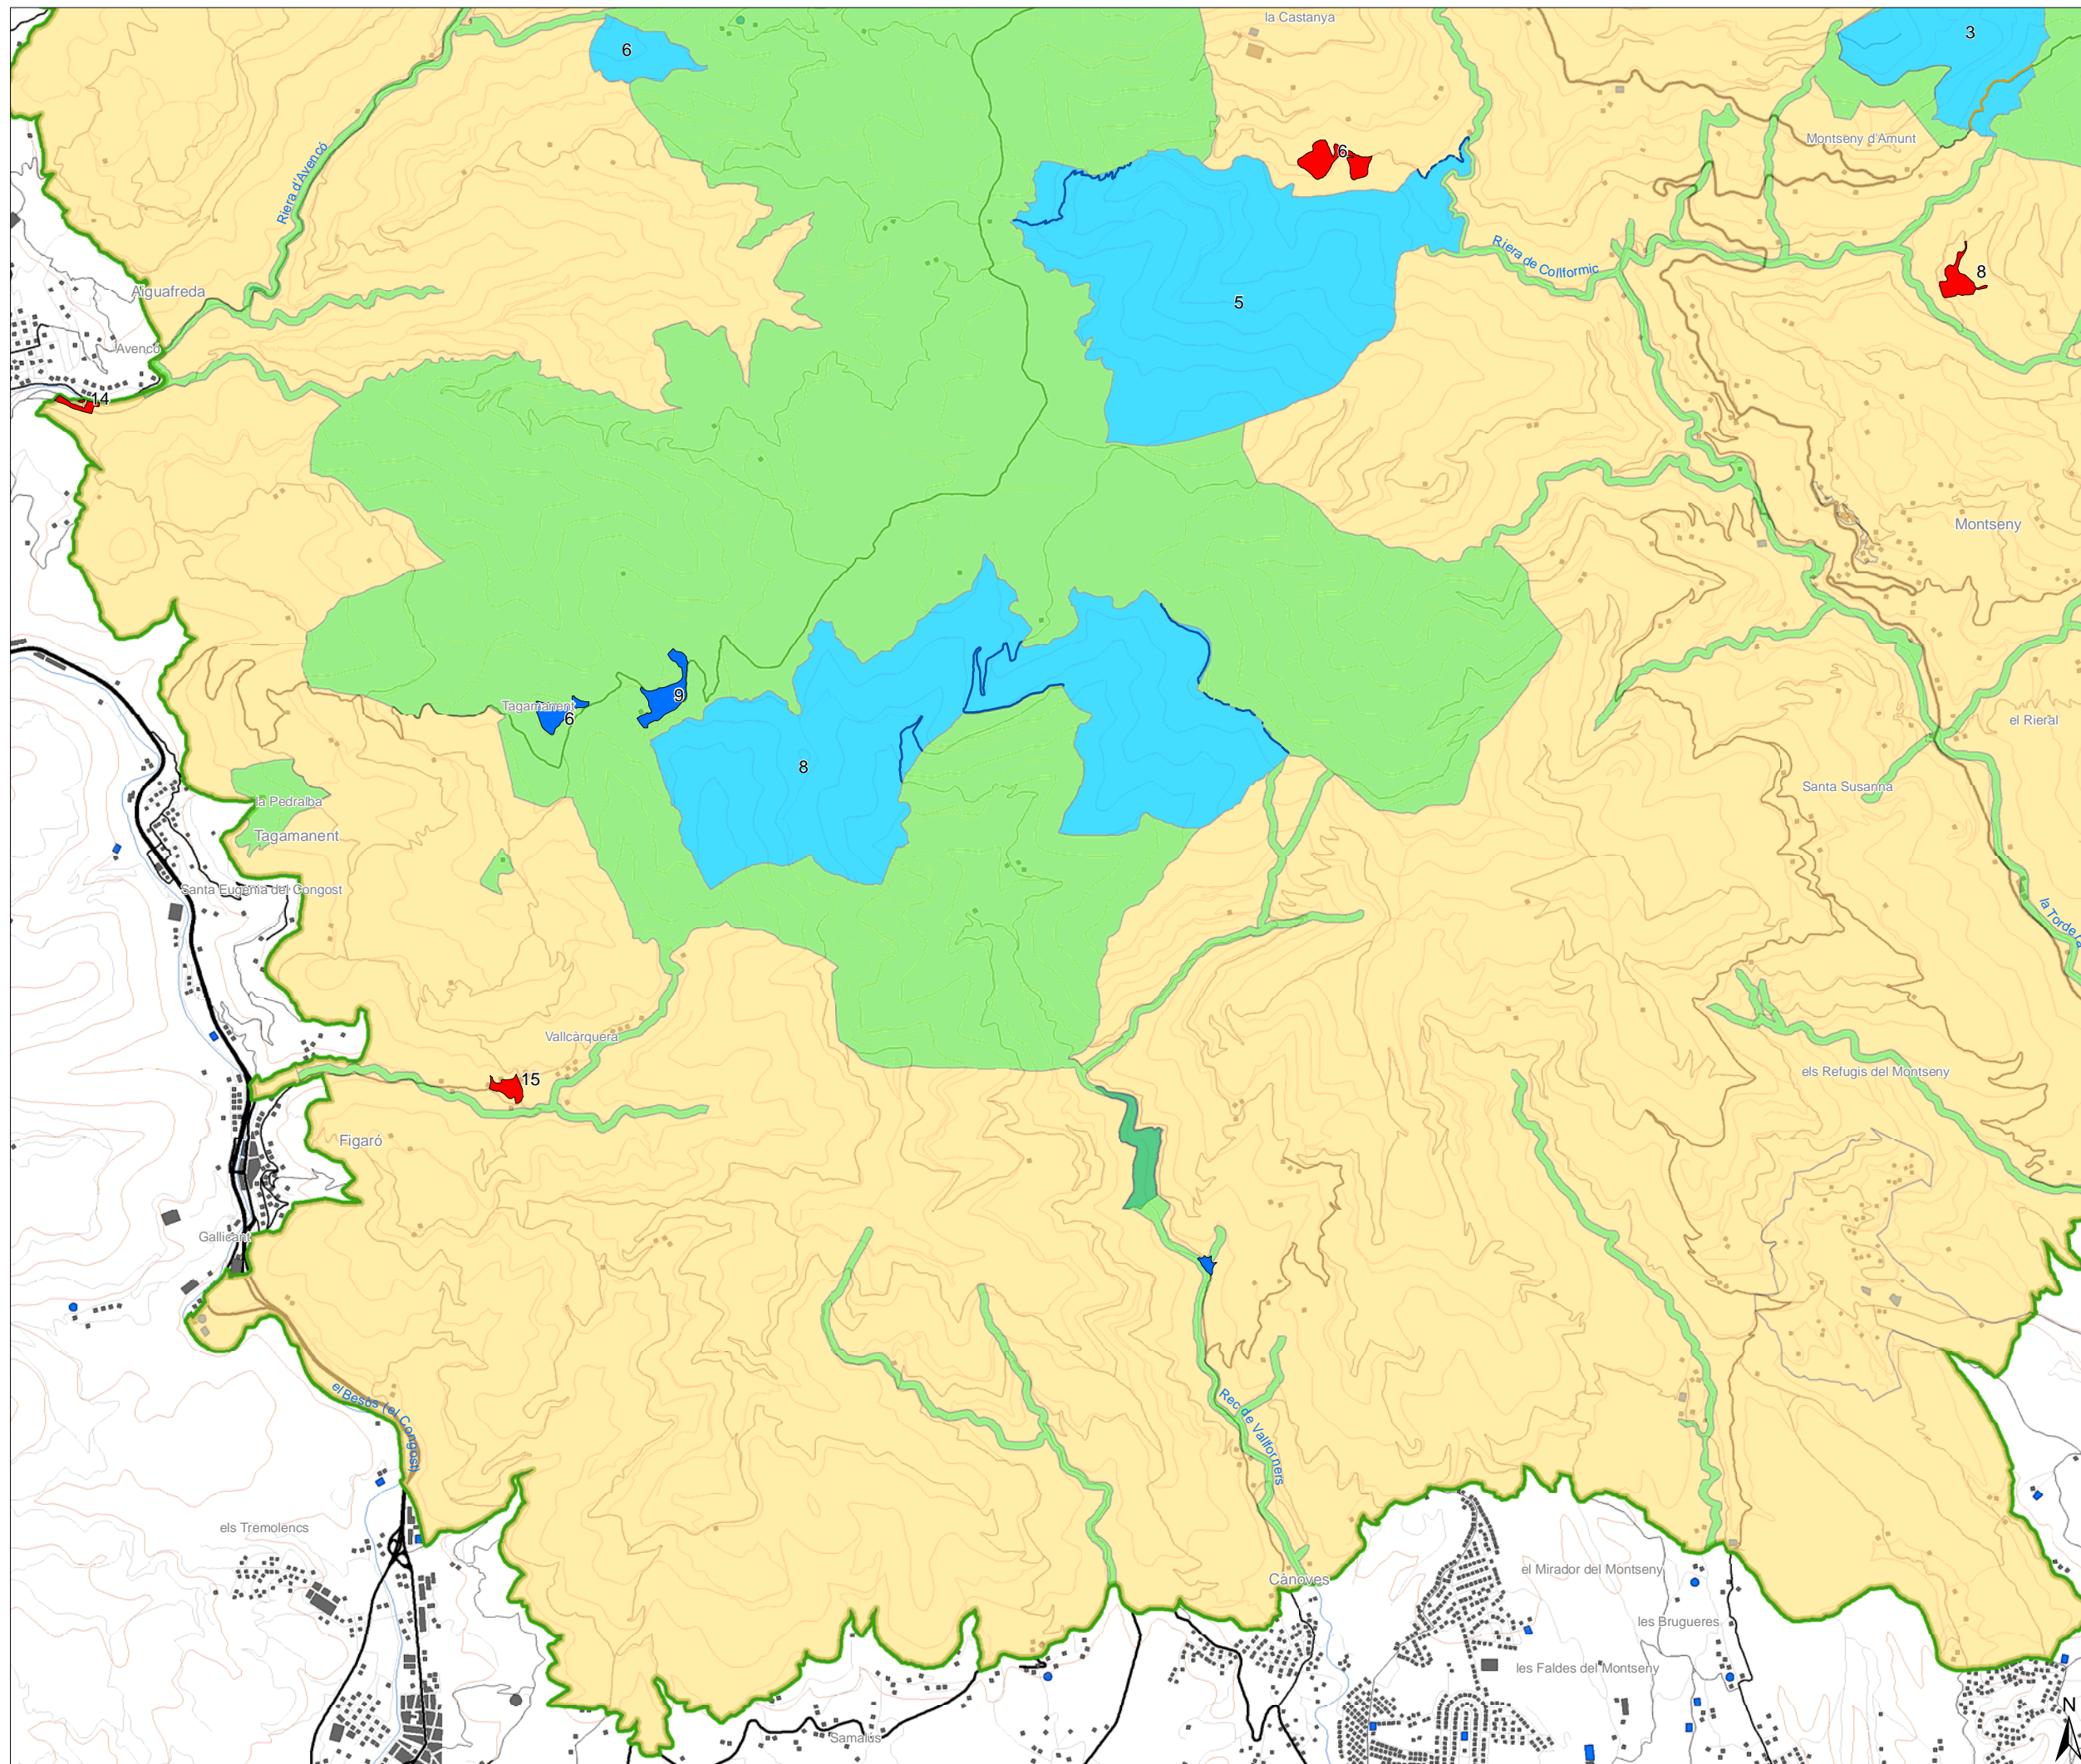 la Castanya
3
6
Montseny d'Amunt
6
Riera d'Avencó
Riera de Collformic
8
Aiguafreda
5
Avencó
14
Montseny
9
Tagamanent
6
el Rieral
8
Santa Susanna
la Pedralba
Tagamanent
Santa Eugènia del Congost
la Tordera
Vallcàrquera
els Refugis del Montseny
15
Figaró
Gallicant
el Besòs (el Congost)
Rec de Vallforners
els Tremolencs
el Mirador del Montseny
Cànoves
les Brugueres
les Faldes del Montseny
N
Samalús